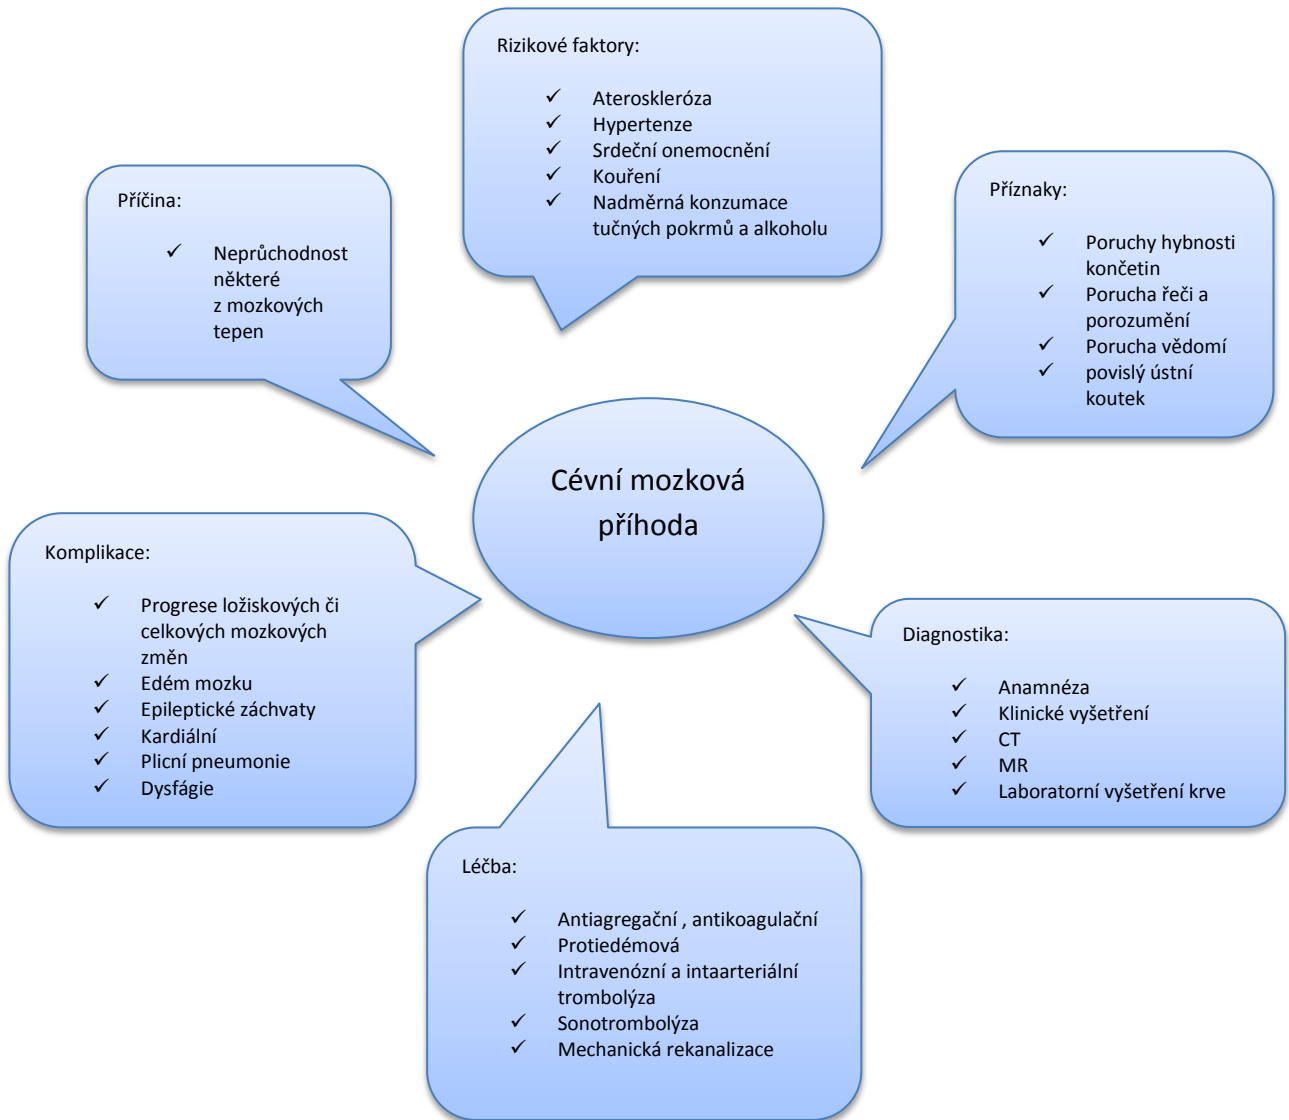 Rizikové faktory:
✓ Ateroskleróza
✓ Hypertenze
✓ Srdeční onemocnění
✓ Kouření
✓ Nadměrná konzumace
tučných pokrmů a alkoholu
Příčina:
✓ Neprůchodnost
některé
z mozkových
tepen
Příznaky:
✓ Poruchy hybnosti
končetin
✓ Porucha řeči a
porozumění
✓ Porucha vědomí
✓ povislý ústní
koutek
Cévní mozková
příhoda
Komplikace:
✓ Progrese ložiskových či
celkových mozkových
změn
✓ Edém mozku
✓ Epileptické záchvaty
✓ Kardiální
✓ Plicní pneumonie
✓ Dysfágie
Diagnostika:
✓ Anamnéza
✓ Klinické vyšetření
✓ CT
✓ MR
✓ Laboratorní vyšetření krve
Léčba:
✓ Antiagregační , antikoagulační
✓ Protiedémová
✓ Intravenózní a intaarteriální
trombolýza
✓ Sonotrombolýza
✓ Mechanická rekanalizace